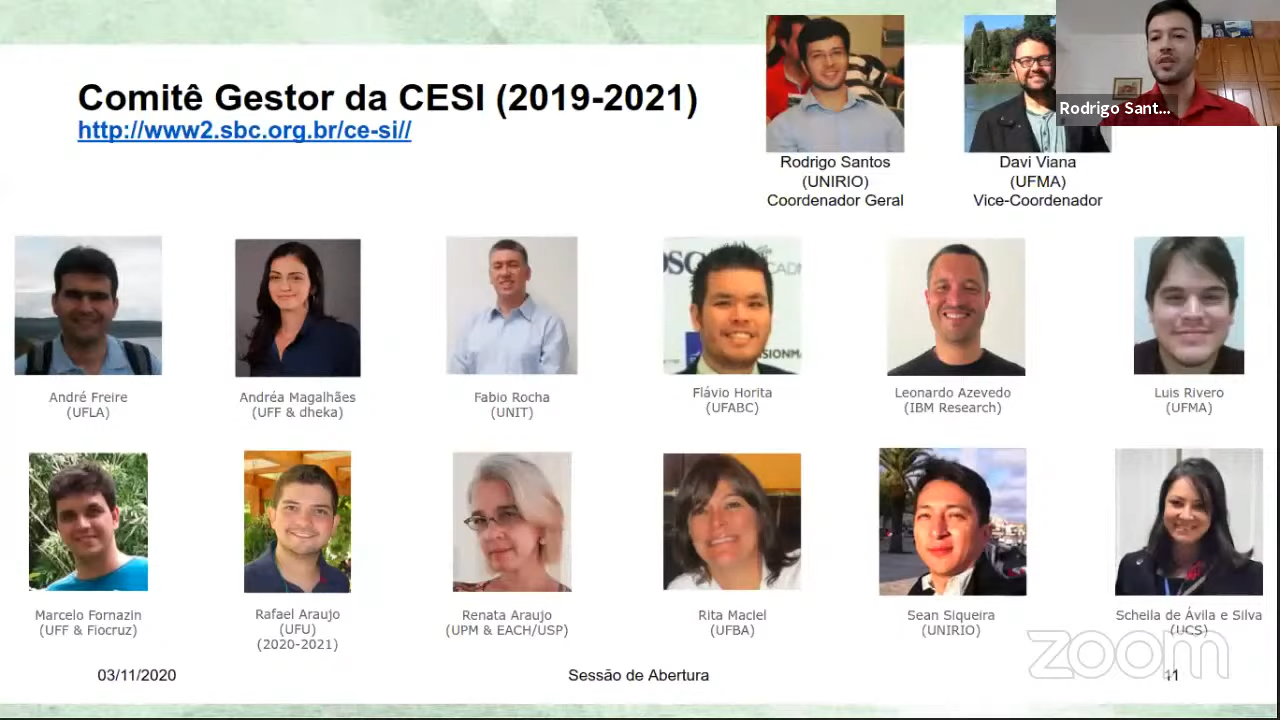 Comitê Gestor da CESI (2019-2021)
http://www2.sbc.org.br/ce-si//
Rodrigo Sant...
Rodrigo Santos
(UNIRIO)
Coordenador Geral
Davi Viana
(UFMA)
Vice-Coordenador
André Freire
(UFLA)
Andréa Magalhães
(UFF & dheka)
Fabio Rocha
(UNIT)
Flávio Horita
(UFABC)
Leonardo Azevedo
(IBM Research)
Luis Rivero
(UFMA)
Marcelo Fornazin
(UFF & Fiocruz)
Rafael Araujo
(UFU)
(2020-2021)
Renata Araujo
(UPM & EACH/USP)
Rita Maciel
(UFBA)
Sean Siqueira
(UNIRIO)
Scheila de Ávila e Silva
(UCS)
03/11/2020
Sessão de Abertura
11
zoom